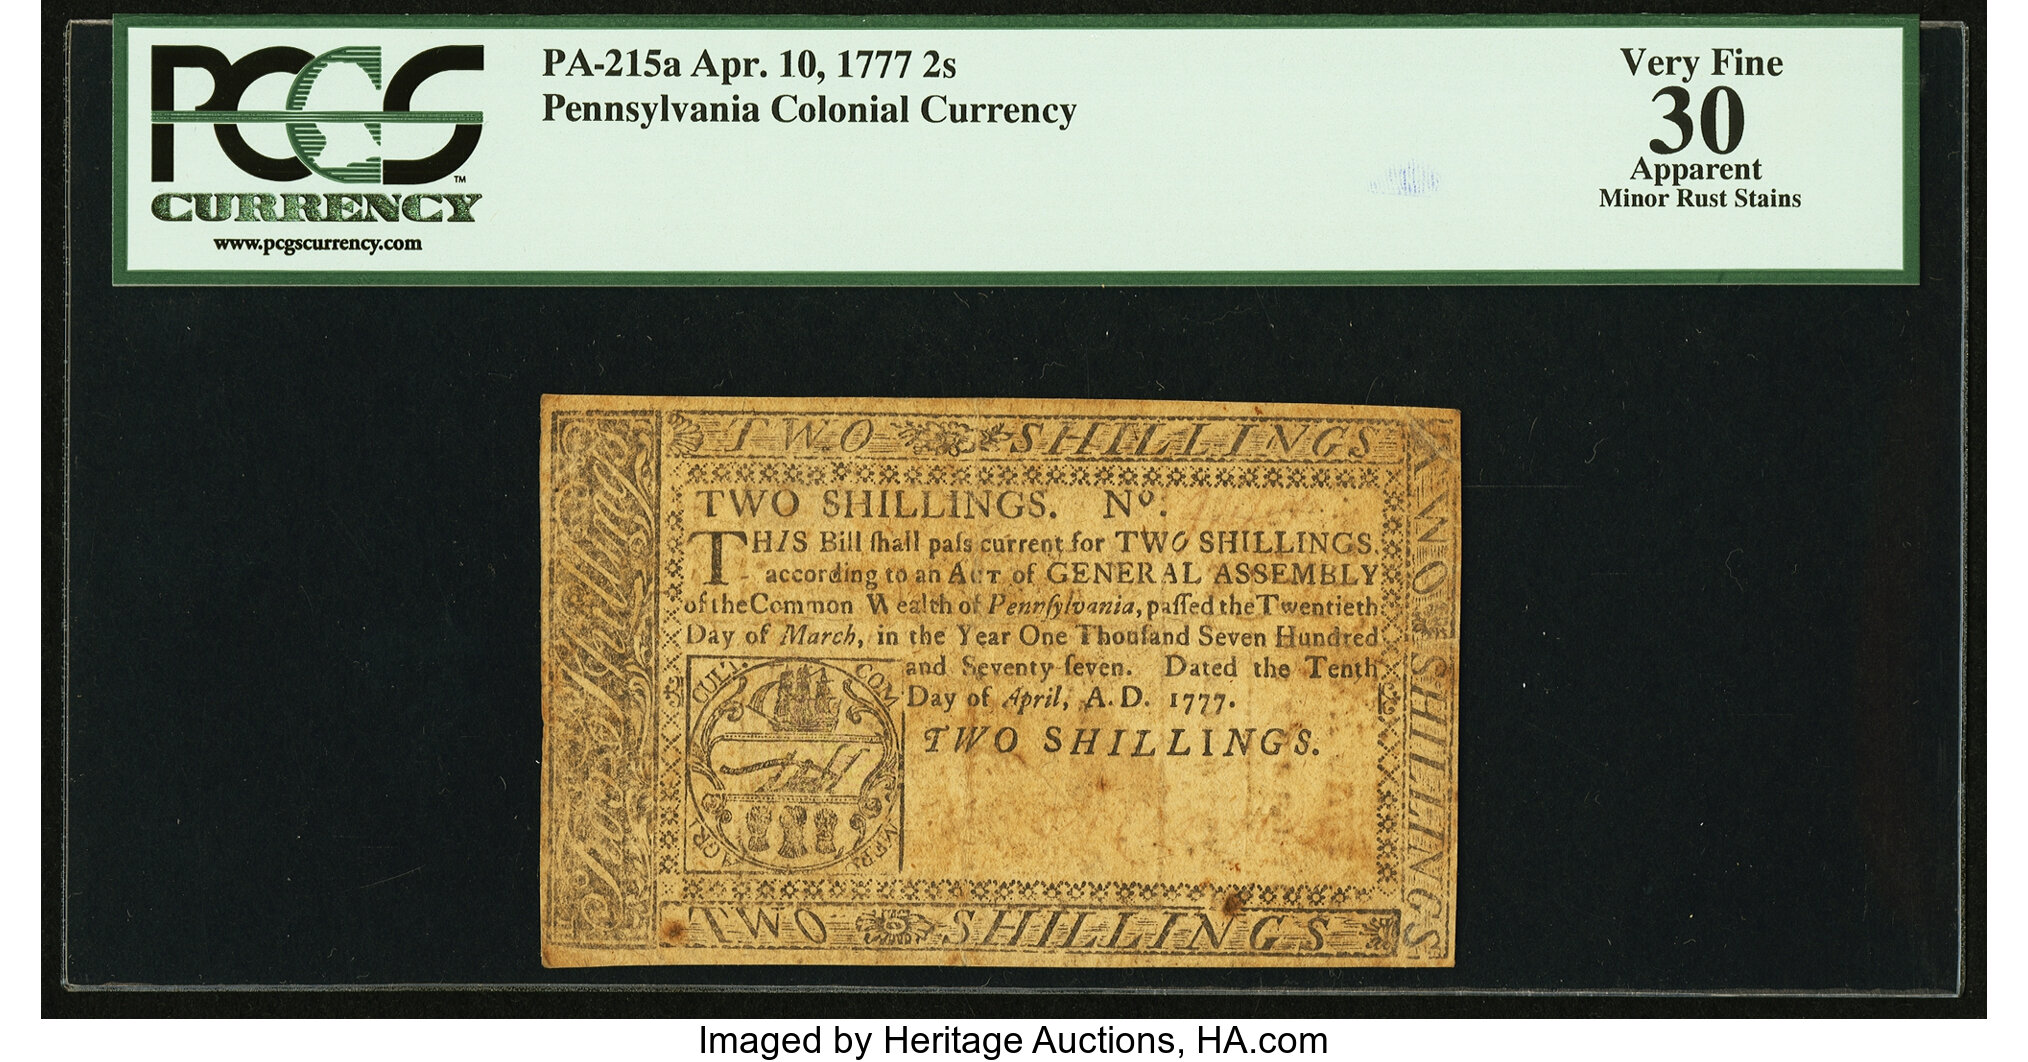 PCGS
CURRENCY
www.pcgscurrency.com
PA-215a Apr. 10, 1777 2s
Pennsylvania Colonial Currency
Very Fine
30
Apparent
Minor Rust Stains
TWO SHILLINGS
Two Shillings
TWO SHILLINGS. Nº.
THIS Bill ſhall paſs current for TWO SHILLINGS.
according to an ACT of GENERAL ASSEMBLY
of the Common Wealth of Pennſylvania, paſſed the Twentieth
Day of March, in the Year One Thouſand Seven Hundred
and Seventy ſeven. Dated the Tenth
Day of April, A.D. 1777.
TWO SHILLINGS.
CULT. COM
AGRI
TWO SHILLINGS
TWO SHILLINGS
Imaged by Heritage Auctions, HA.com